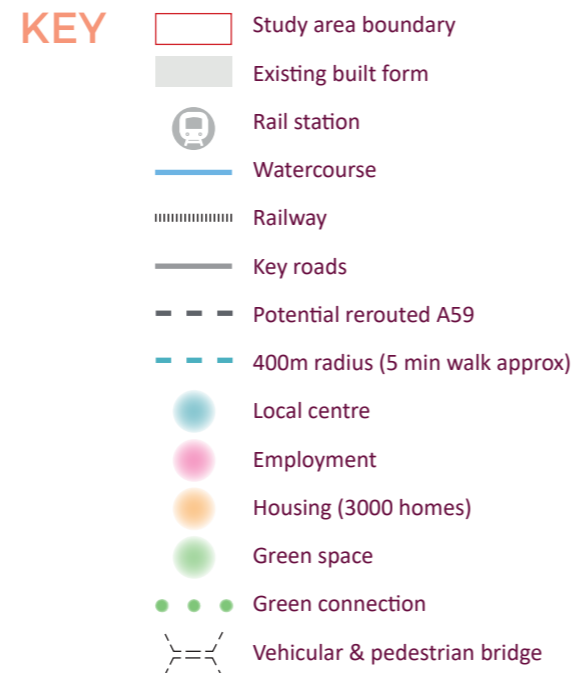 KEY
Study area boundary
Existing built form
Rail station
Watercourse
Railway
Key roads
Potential rerouted A59
400m radius (5 min walk approx)
Local centre
Employment
Housing (3000 homes)
Green space
Green connection
Vehicular & pedestrian bridge